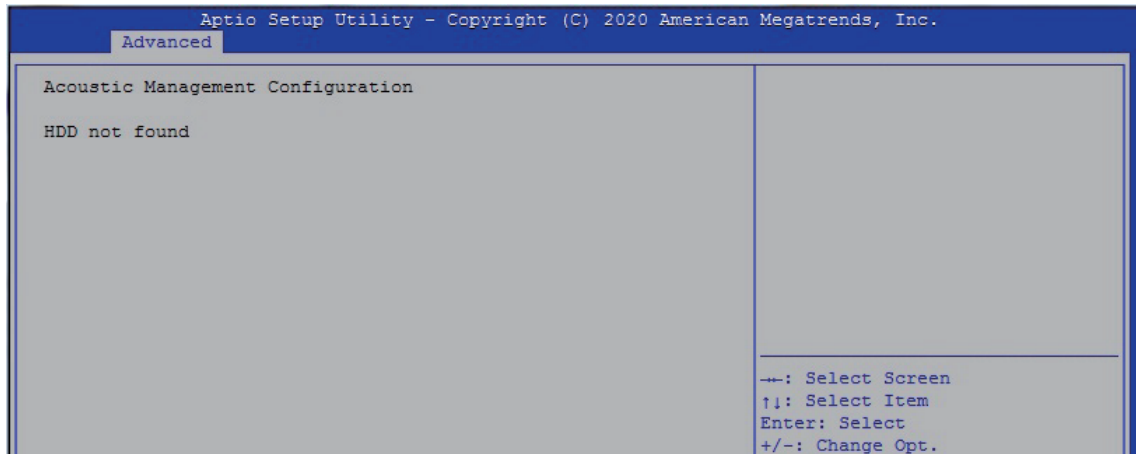 Aptio Setup Utility – Copyright (C) 2020 American Megatrends, Inc.
Advanced
Acoustic Management Configuration
HDD not found
→←: Select Screen
↑↓: Select Item
Enter: Select
+/-: Change Opt.